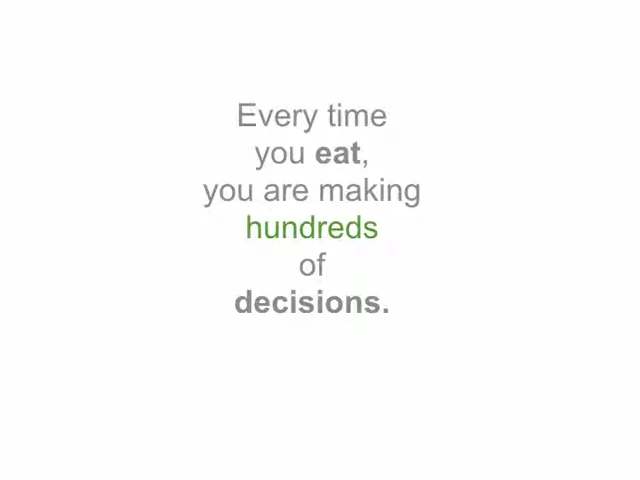 Every time
you eat,
you are making
hundreds
of
decisions.